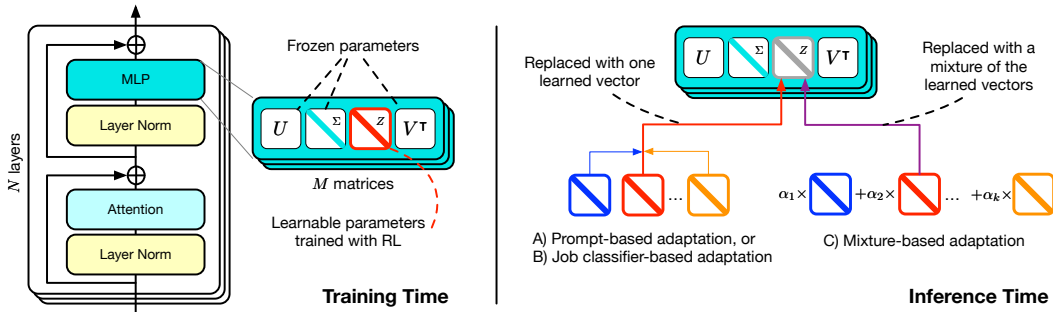 N layers
MLP
Layer Norm
Attention
Layer Norm
Frozen parameters
U
Σ
Z
V⊤
M matrices
Learnable parameters
trained with RL
Training Time
Replaced with one
learned vector
U
Σ
Z
V⊤
Replaced with a
mixture of the
learned vectors
...
A) Prompt-based adaptation, or
B) Job classifier-based adaptation
α1× +α2× ... +αk×
C) Mixture-based adaptation
Inference Time